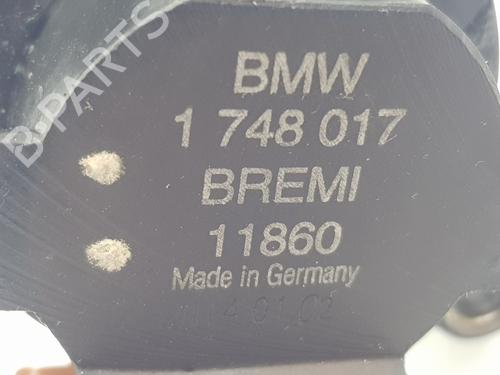 B-PARTS
BMW
1 748 017
BREMI
11860
Made in Germany